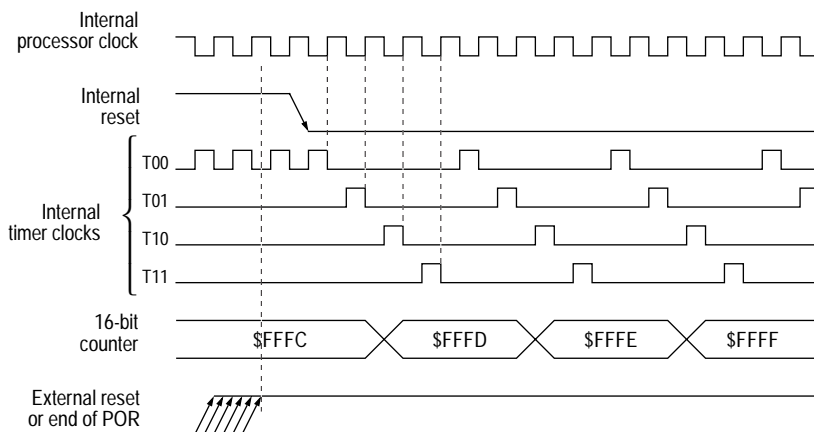 Internal
processor clock
Internal
reset
T00
T01
Internal
timer clocks
T10
T11
16-bit
counter
$FFFC
$FFFD
$FFFE
$FFFF
External reset
or end of POR